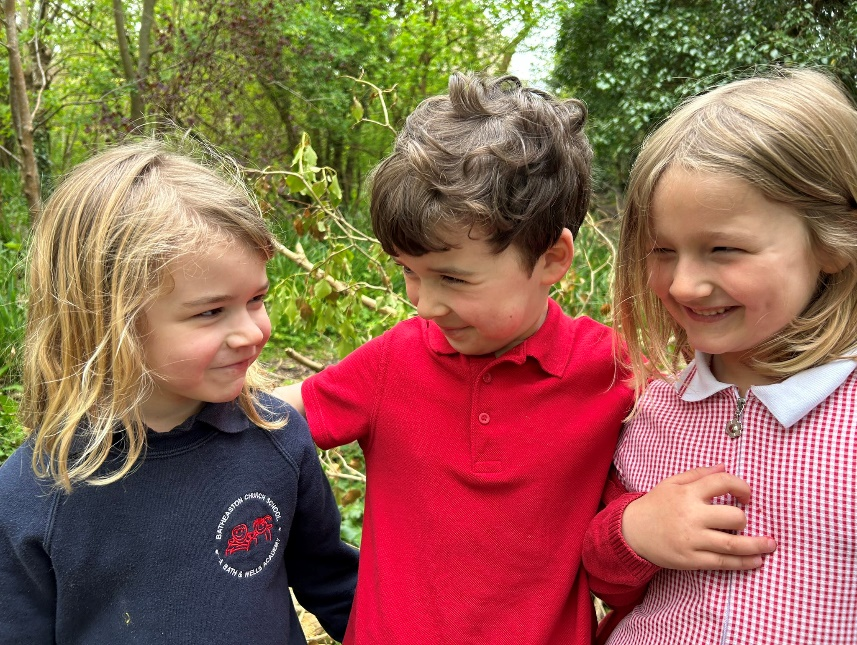 BATHEASTON CHURCH SCHOOL
A BATH & WELLS ACADEMY